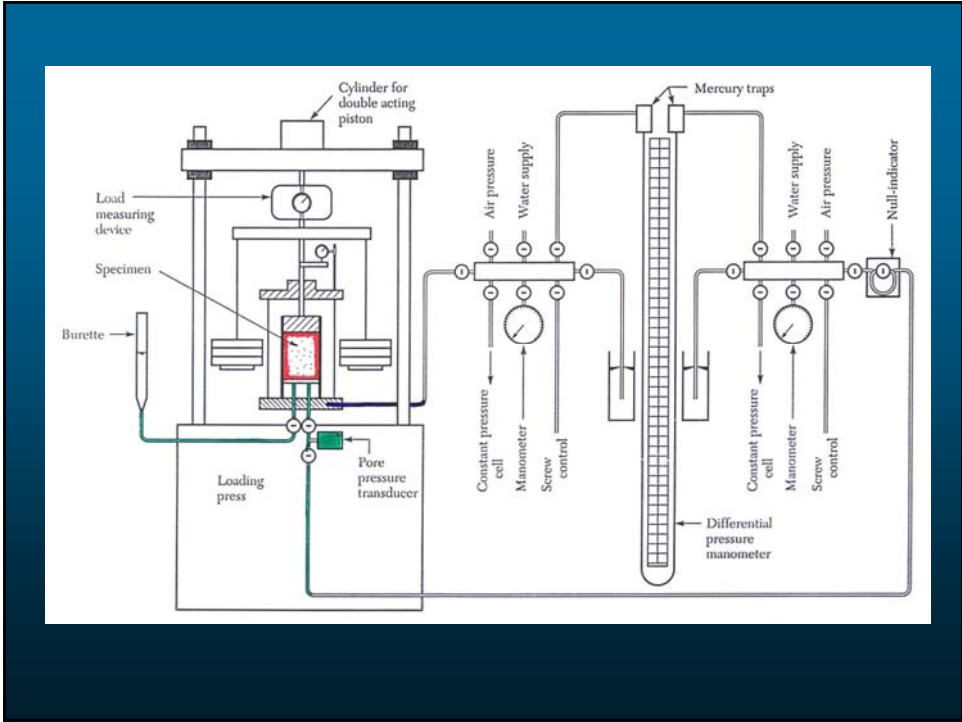 Cylinder for
double acting
piston
Mercury traps
Load
measuring
device
Air pressure
Water supply
Water supply
Air pressure
Null-indicator
Specimen
Burette
Constant pressure
cell
Manometer
Screw
control
Constant pressure
cell
Manometer
Screw
control
Pore
pressure
transducer
Loading
press
Differential
pressure
manometer